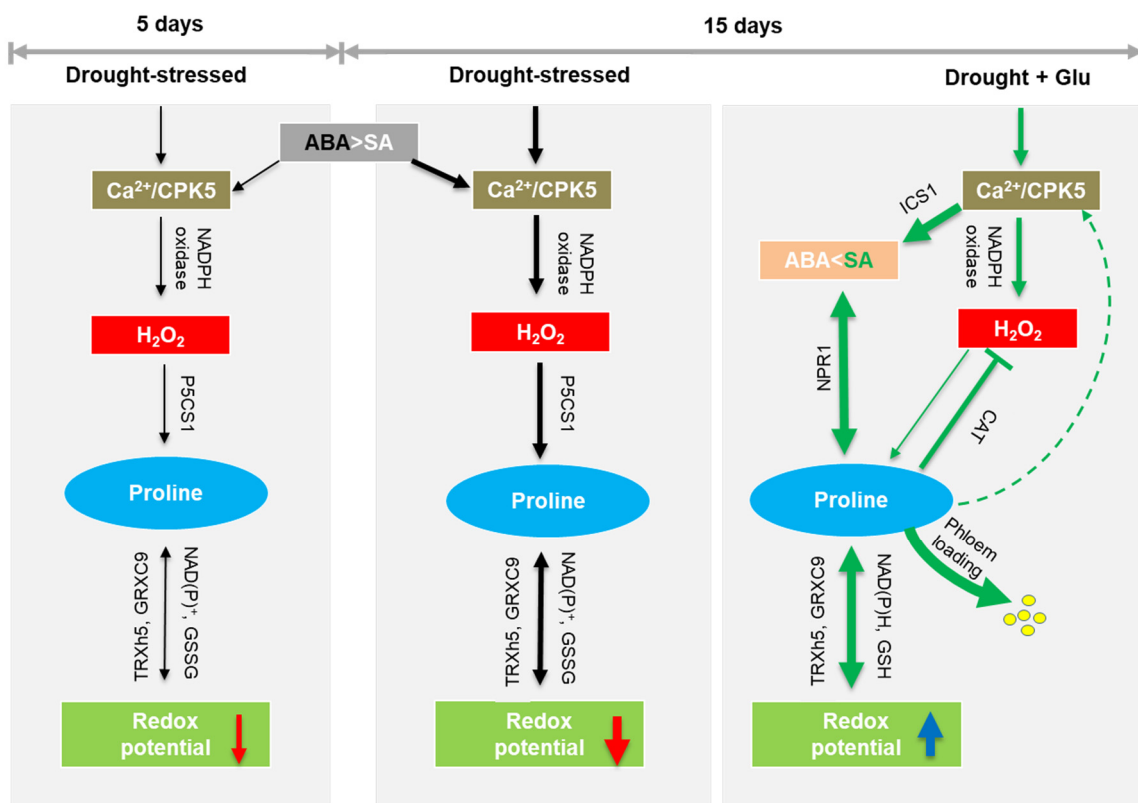 5 days
15 days
Drought-stressed
Drought-stressed
Drought + Glu
ABA>SA
Ca²⁺/CPK5
NADPH
oxidase
H₂O₂
P5CS1
Proline
TRXh5, GRXC9
NAD(P)⁺, GSSG
Redox
potential
Ca²⁺/CPK5
NADPH
oxidase
H₂O₂
P5CS1
Proline
TRXh5, GRXC9
NAD(P)⁺, GSSG
Redox
potential
Ca²⁺/CPK5
ICS1
ABA<SA
NADPH
oxidase
H₂O₂
NPR1
CAT
Proline
Phloem
loading
TRXh5, GRXC9
NAD(P)H, GSH
Redox
potential